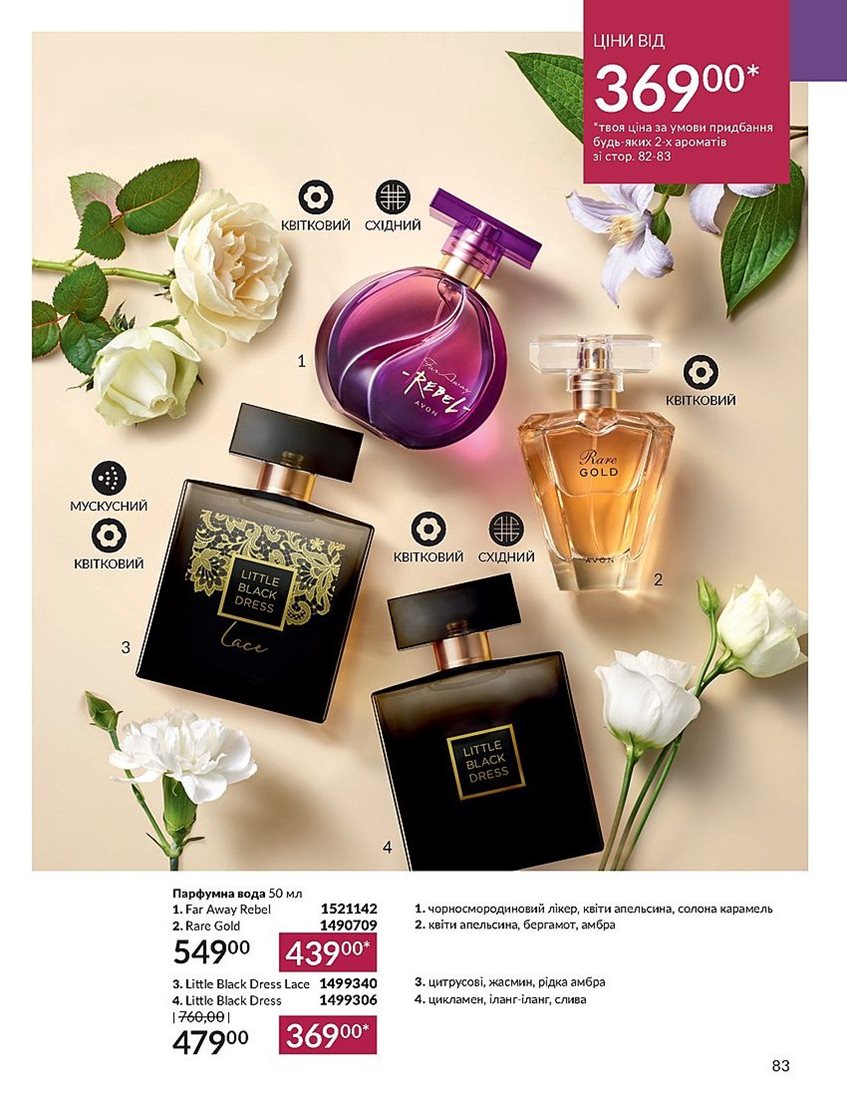 ЦІНИ ВІД
369⁰⁰*
*твоя ціна за умови придбання
будь-яких 2-х ароматів
зі стор. 82-83
КВІТКОВИЙ
СХІДНИЙ
1
Far Away
-REBEL-
AVON
КВІТКОВИЙ
Rare
GOLD
AVON
2
МУСКУСНИЙ
КВІТКОВИЙ
LITTLE
BLACK
DRESS
Lace
3
КВІТКОВИЙ
СХІДНИЙ
LITTLE
BLACK
DRESS
4
Парфумна вода 50 мл
1. Far Away Rebel 1521142
2. Rare Gold 1490709
549⁰⁰ 439⁰⁰*
3. Little Black Dress Lace 1499340
4. Little Black Dress 1499306
|760,00|
479⁰⁰ 369⁰⁰*
1. чорносмородиновий лікер, квіти апельсина, солона карамель
2. квіти апельсина, бергамот, амбра
3. цитрусові, жасмин, рідка амбра
4. цикламен, іланг-іланг, слива
83